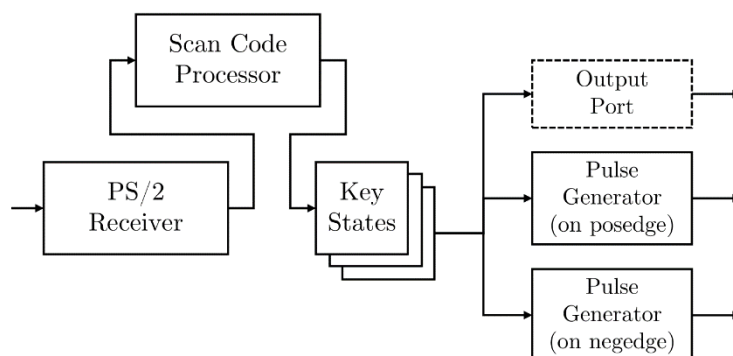 Scan Code
Processor
PS/2
Receiver
Key
States
Output
Port
Pulse
Generator
(on posedge)
Pulse
Generator
(on negedge)